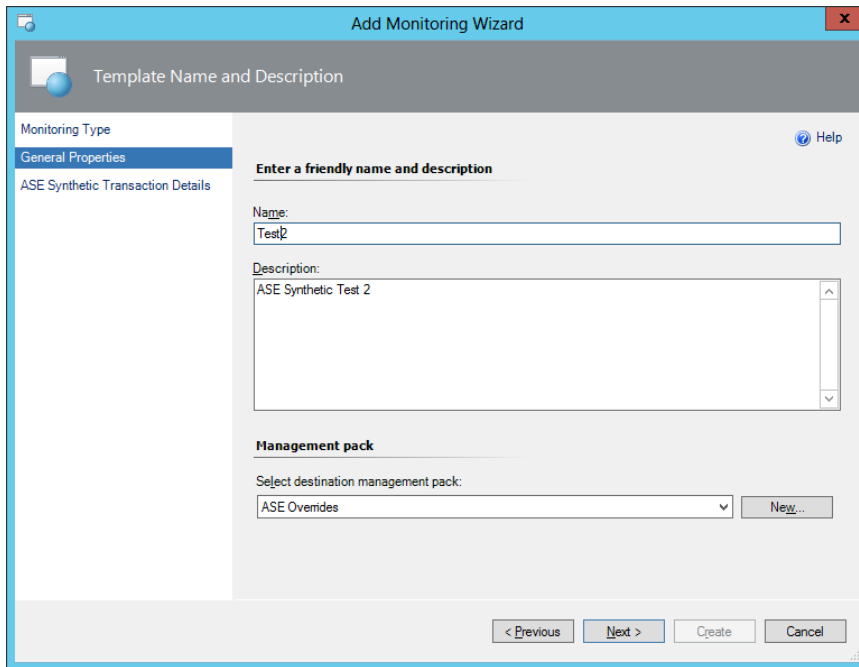 Add Monitoring Wizard
x
Template Name and Description
Monitoring Type
General Properties
ASE Synthetic Transaction Details
Help
Enter a friendly name and description
Name:
Test2
Description:
ASE Synthetic Test 2
Management pack
Select destination management pack:
ASE Overrides
New...
< Previous
Next >
Create
Cancel